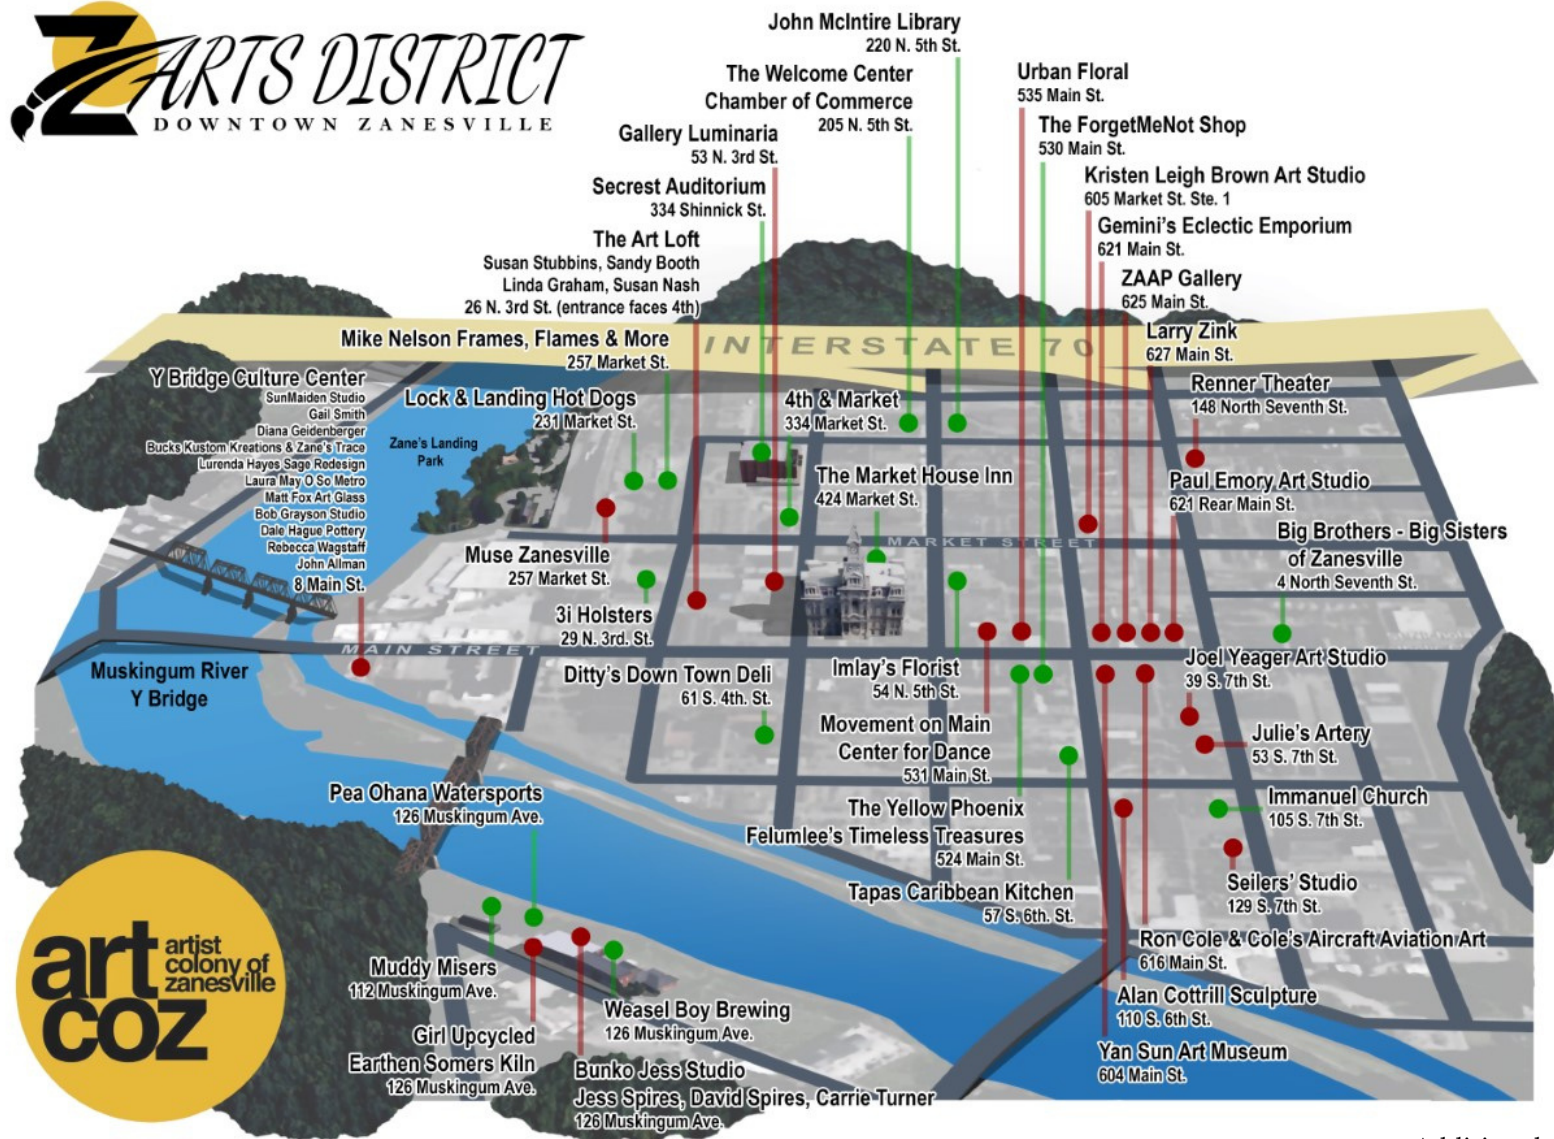 Z ARTS DISTRICT
DOWNTOWN ZANESVILLE
John McIntire Library
220 N. 5th St.
The Welcome Center
Chamber of Commerce
205 N. 5th St.
Gallery Luminaria
53 N. 3rd St.
Secrest Auditorium
334 Shinnick St.
The Art Loft
Susan Stubbins, Sandy Booth
Linda Graham, Susan Nash
26 N. 3rd St. (entrance faces 4th)
Mike Nelson Frames, Flames & More
257 Market St.
Urban Floral
535 Main St.
The ForgetMeNot Shop
530 Main St.
Kristen Leigh Brown Art Studio
605 Market St. Ste. 1
Gemini's Eclectic Emporium
621 Main St.
ZAAP Gallery
625 Main St.
Larry Zink
627 Main St.
INTERSTATE 70
Renner Theater
148 North Seventh St.
Y Bridge Culture Center
SunMaiden Studio
Gail Smith
Diana Geidenberger
Bucks Kustom Kreations & Zane's Trace
Lurenda Hayes Sage Redesign
Laura May O So Metro
Matt Fox Art Glass
Bob Grayson Studio
Dale Hague Pottery
Rebecca Wagstaff
John Allman
8 Main St.
Lock & Landing Hot Dogs
231 Market St.
Zane's Landing
Park
4th & Market
334 Market St.
The Market House Inn
424 Market St.
Paul Emory Art Studio
621 Rear Main St.
Big Brothers - Big Sisters
of Zanesville
4 North Seventh St.
MARKET STREET
Muse Zanesville
257 Market St.
3i Holsters
29 N. 3rd. St.
MAIN STREET
Muskingum River
Y Bridge
Ditty's Down Town Deli
61 S. 4th. St.
Imlay's Florist
54 N. 5th St.
Joel Yeager Art Studio
39 S. 7th St.
Movement on Main
Center for Dance
531 Main St.
Julie's Artery
53 S. 7th St.
Pea Ohana Watersports
126 Muskingum Ave.
The Yellow Phoenix
Felumlee's Timeless Treasures
524 Main St.
Immanuel Church
105 S. 7th St.
Tapas Caribbean Kitchen
57 S. 6th. St.
Seilers' Studio
129 S. 7th St.
art coz
artist
colony of
zanesville
Muddy Misers
112 Muskingum Ave.
Ron Cole & Cole's Aircraft Aviation Art
616 Main St.
Weasel Boy Brewing
126 Muskingum Ave.
Alan Cottrill Sculpture
110 S. 6th St.
Girl Upcycled
Earthen Somers Kiln
126 Muskingum Ave.
Yan Sun Art Museum
604 Main St.
Bunko Jess Studio
Jess Spires, David Spires, Carrie Turner
126 Muskingum Ave.